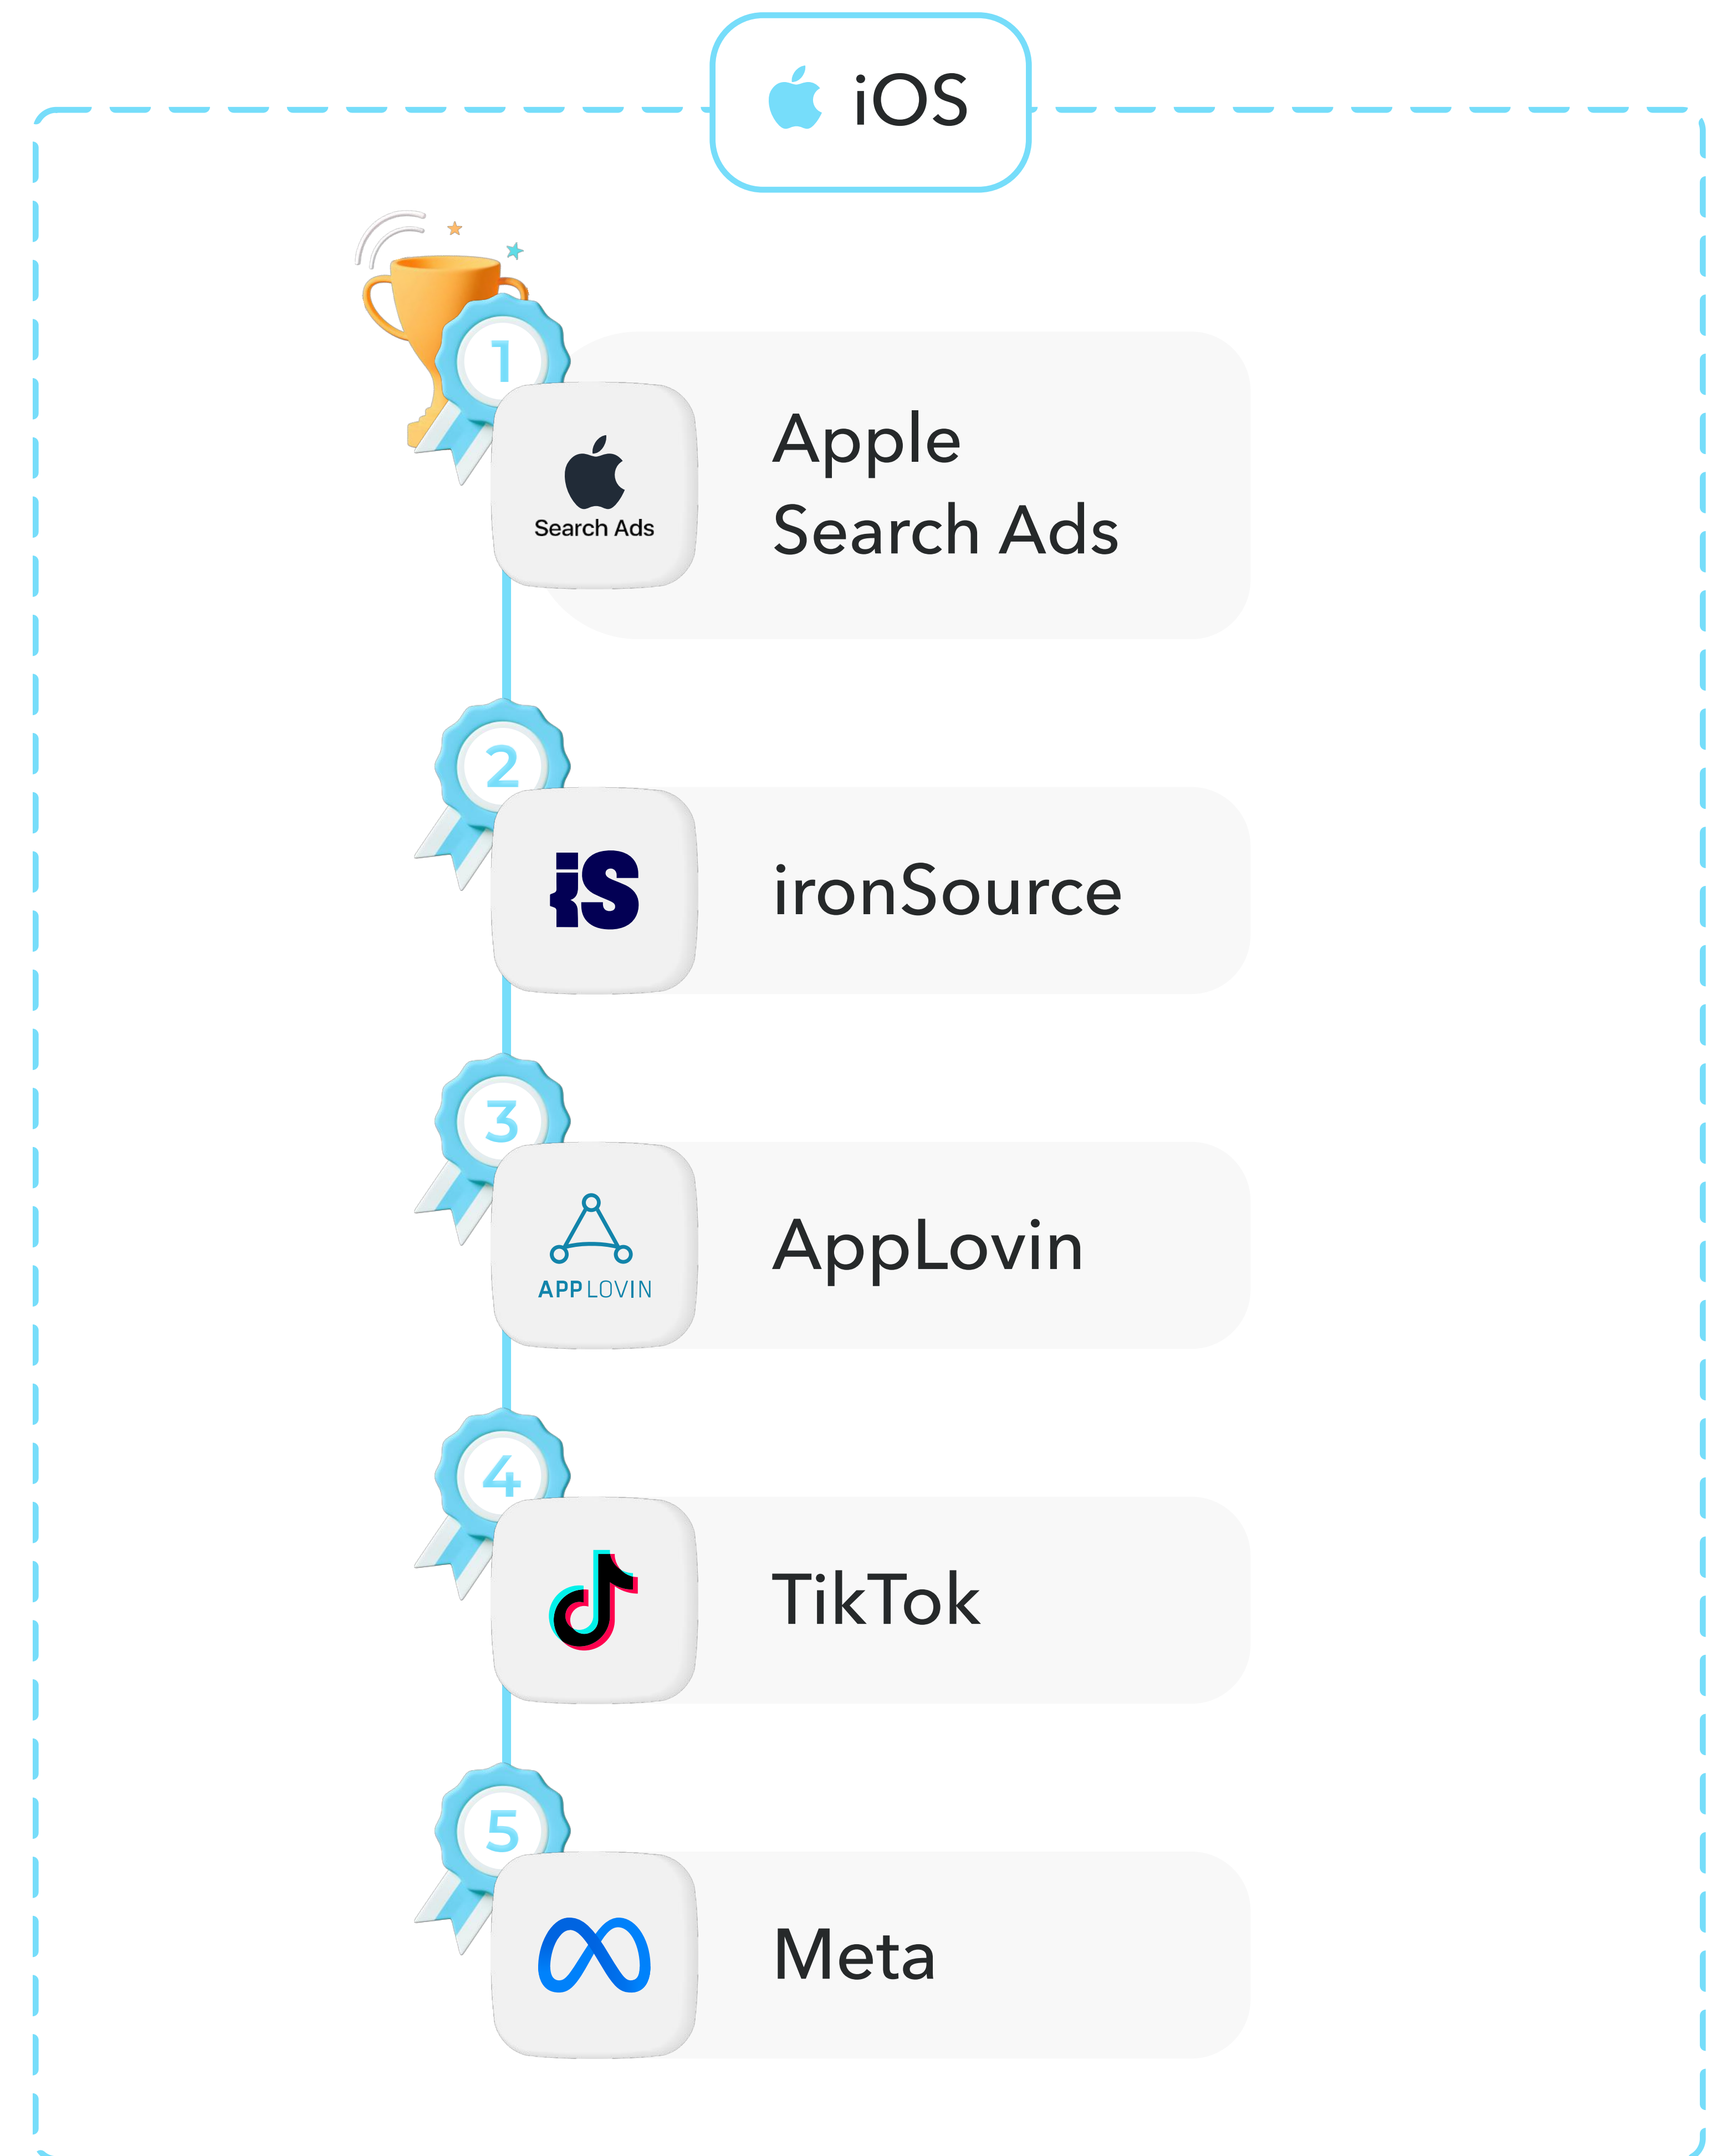 iOS
1
Search Ads
Apple
Search Ads
2
iS
ironSource
3
APPLOVIN
AppLovin
4
TikTok
5
Meta